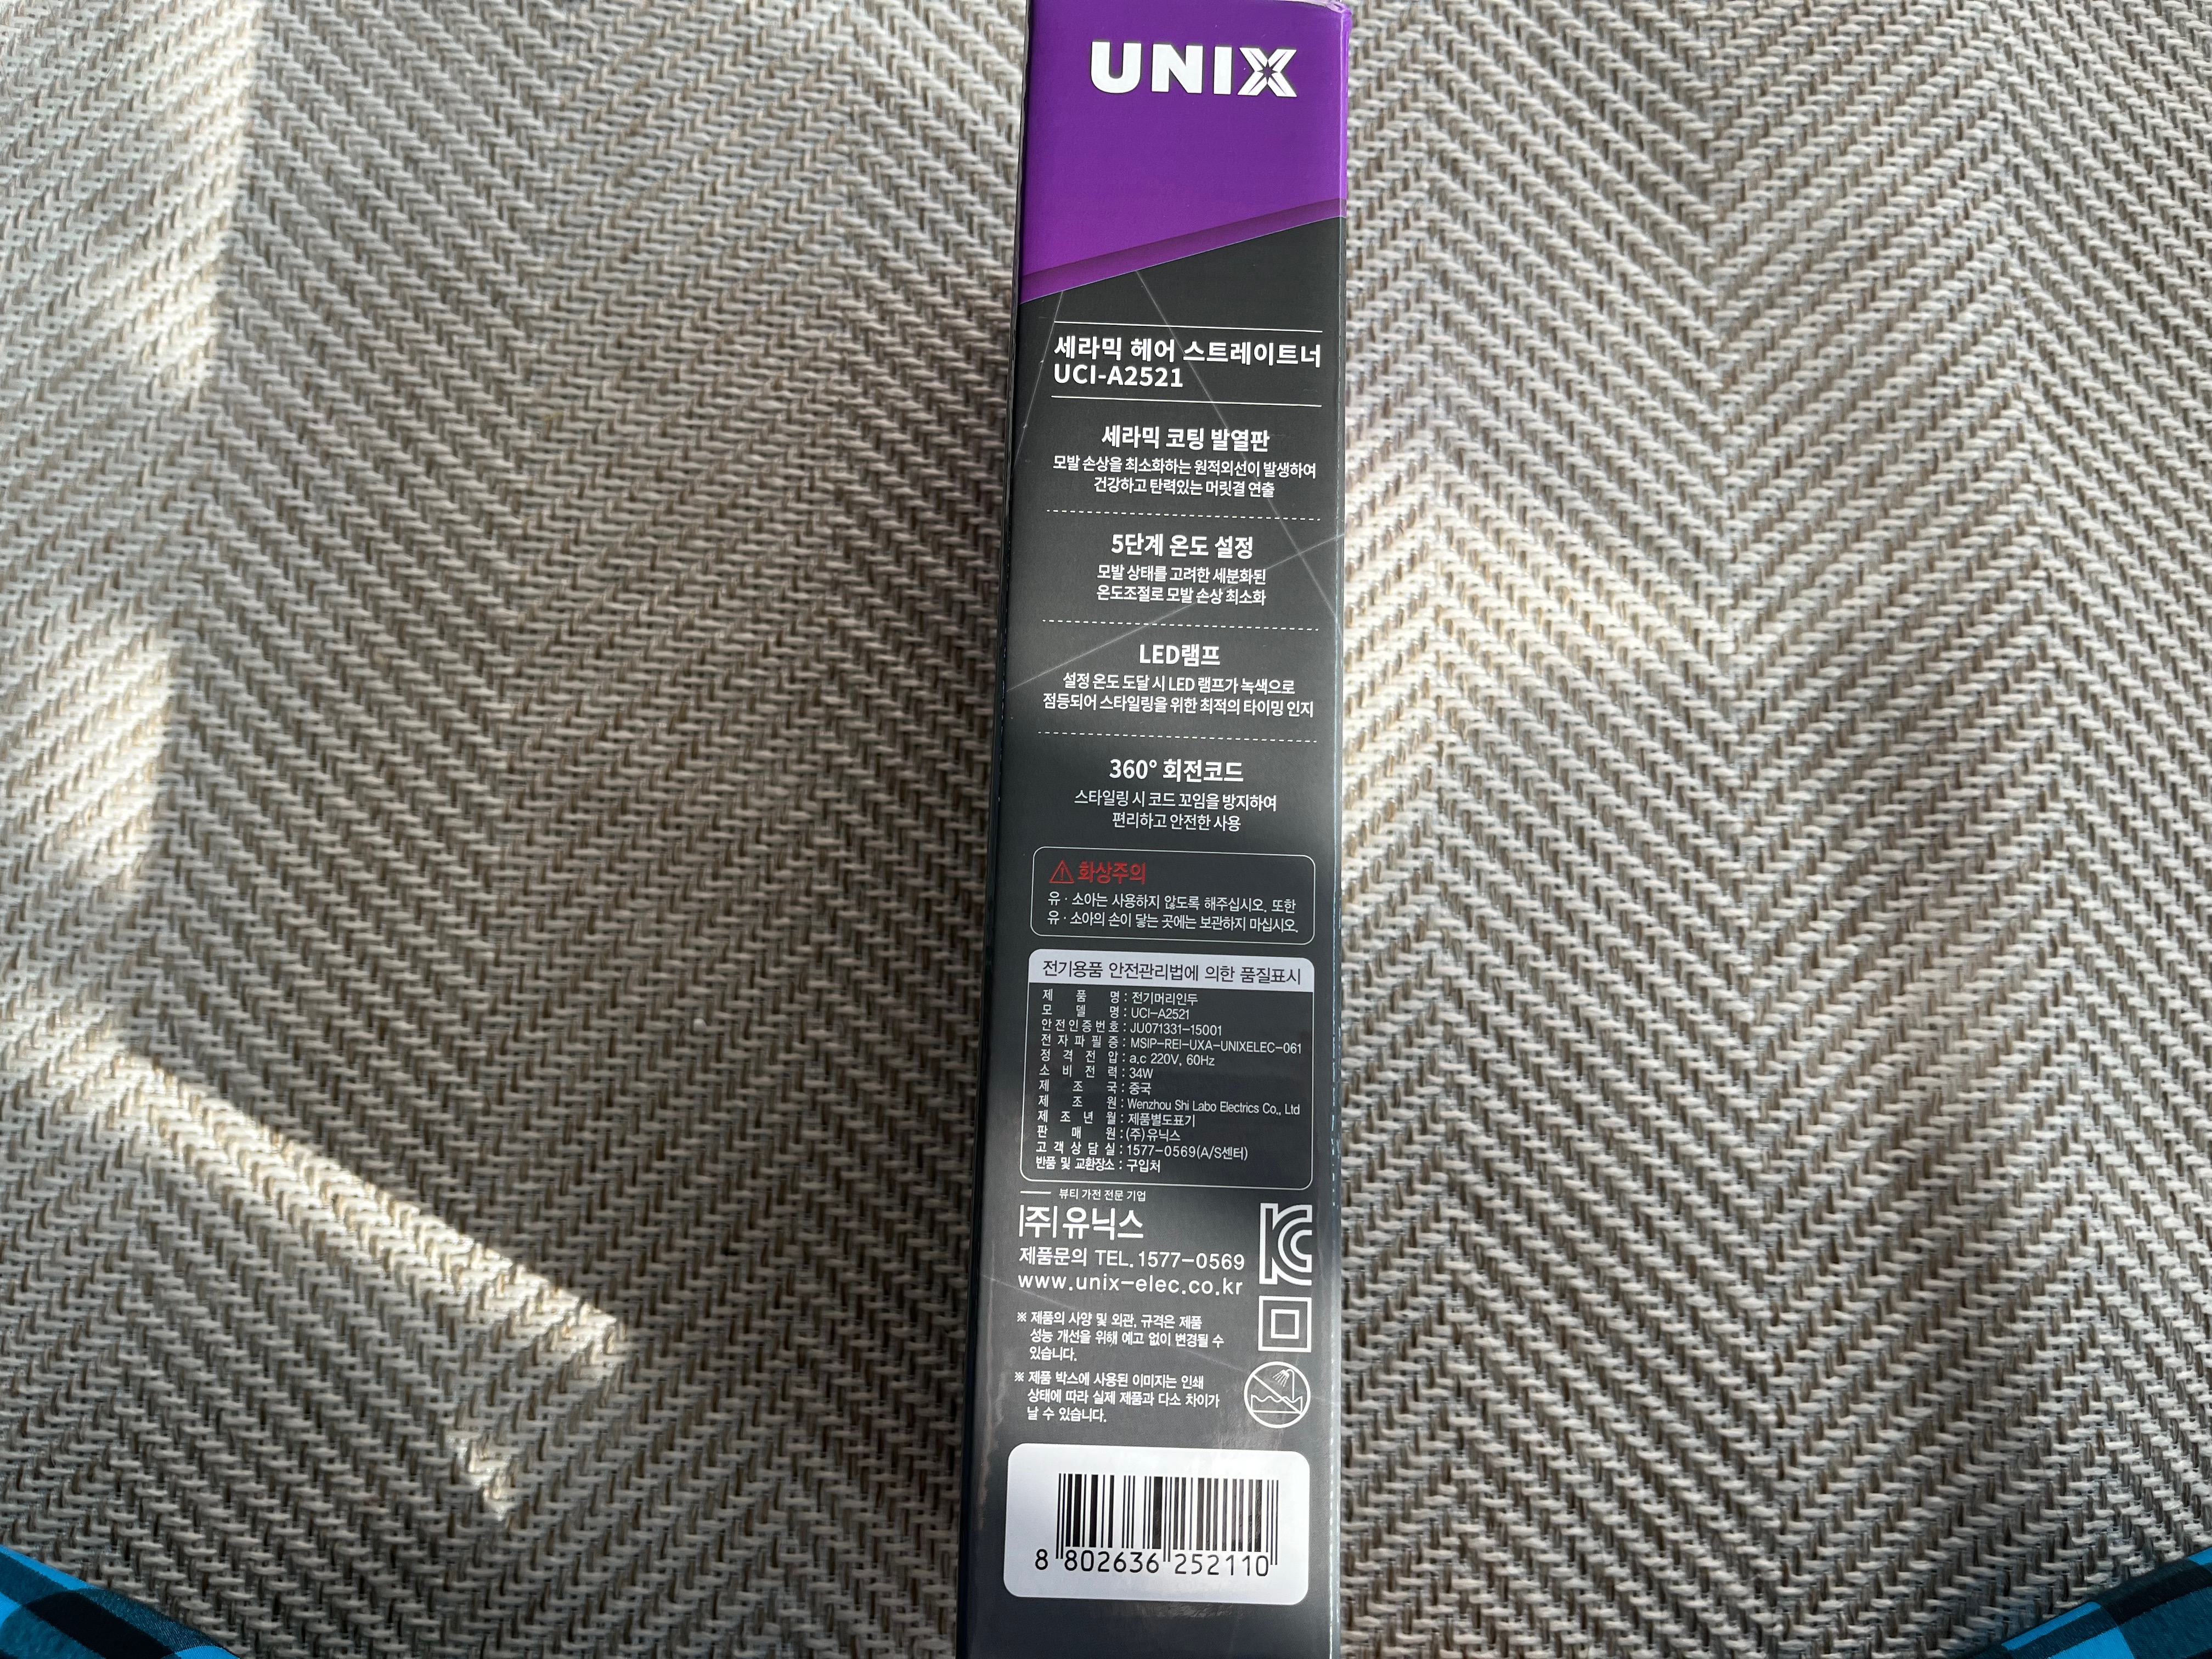 UNIX
세라믹 헤어 스트레이트너
UCI-A2521
세라믹 코팅 발열판
모발 손상을 최소화하는 원적외선이 발생하여
건강하고 탄력있는 머릿결 연출
5단계 온도 설정
모발 상태를 고려한 세분화된
온도조절로 모발 손상 최소화
LED램프
설정 온도 도달 시 LED 램프가 녹색으로
점등되어 스타일링을 위한 최적의 타이밍 인지
360° 회전코드
스타일링 시 코드 꼬임을 방지하여
편리하고 안전한 사용
화상주의
유·소아는 사용하지 않도록 해주십시오. 또한
유·소아의 손이 닿는 곳에는 보관하지 마십시오.
전기용품 안전관리법에 의한 품질표시
제품명 : 전기머리인두
모델명 : UCI-A2521
안전인증번호 : JU071331-15001
전자파필증 : MSIP-REI-UXA-UNIXELEC-061
정격전압 : a.c 220V, 60Hz
소비전력 : 34W
제조국 : 중국
제조원 : Wenzhou Shi Labo Electrics Co., Ltd
제조년월 : 제품별도표기
판매원 : (주)유닉스
고객상담실 : 1577-0569(A/S센터)
반품 및 교환장소 : 구입처
뷰티 가전 전문 기업
|주|유닉스
제품문의 TEL.1577-0569
www.unix-elec.co.kr
※ 제품의 사양 및 외관, 규격은 제품
성능 개선을 위해 예고 없이 변경될 수
있습니다.
※ 제품 박스에 사용된 이미지는 인쇄
상태에 따라 실제 제품과 다소 차이가
날 수 있습니다.
8 802636 252110